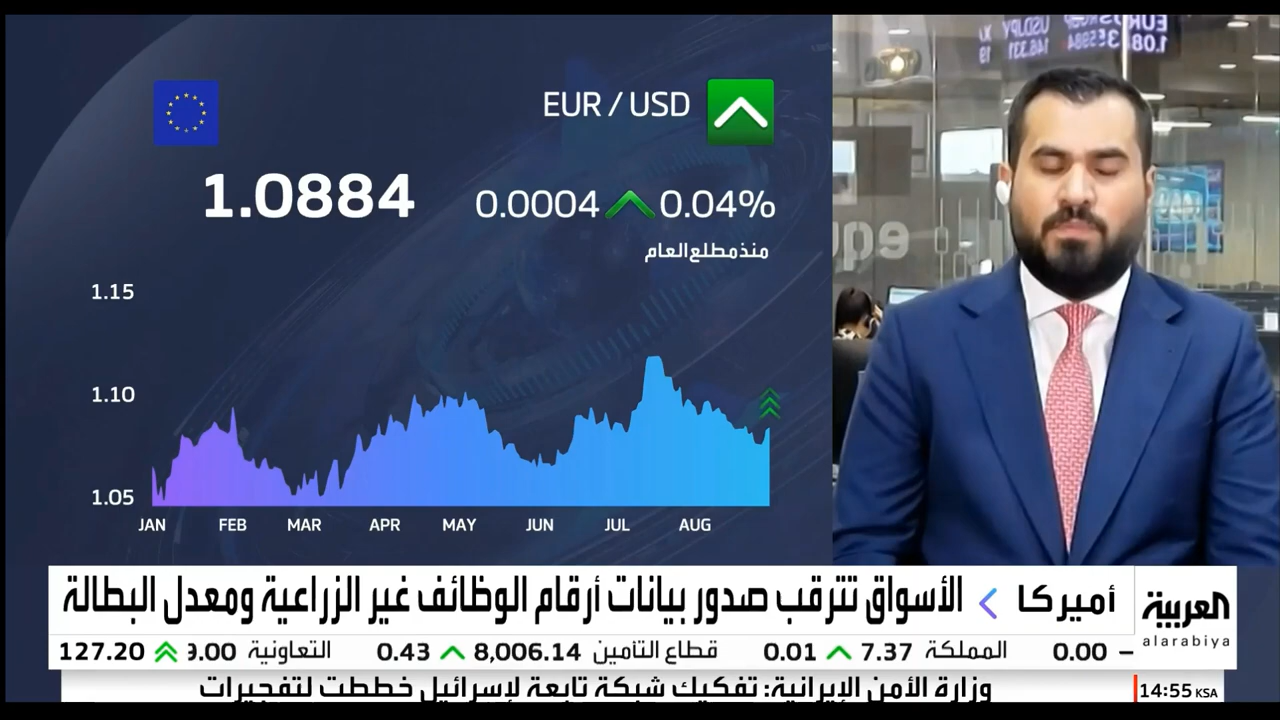 EUR / USD
1.0884
0.0004 0.04%
منذ مطلع العام
1.15
1.10
1.05
JAN FEB MAR APR MAY JUN JUL AUG
USDJPY
146.331
أميركا
الأسواق تترقب صدور بيانات أرقام الوظائف غير الزراعية ومعدل البطالة
العربية
alarabiya
0.00 – المملكة 7.37 0.01 قطاع التأمين 8,006.14 0.43 التعاونية 127.20
وزارة الأمن الإيرانية: تفكيك شبكة تابعة لإسرائيل خططت لتفجيرات
14:55 KSA